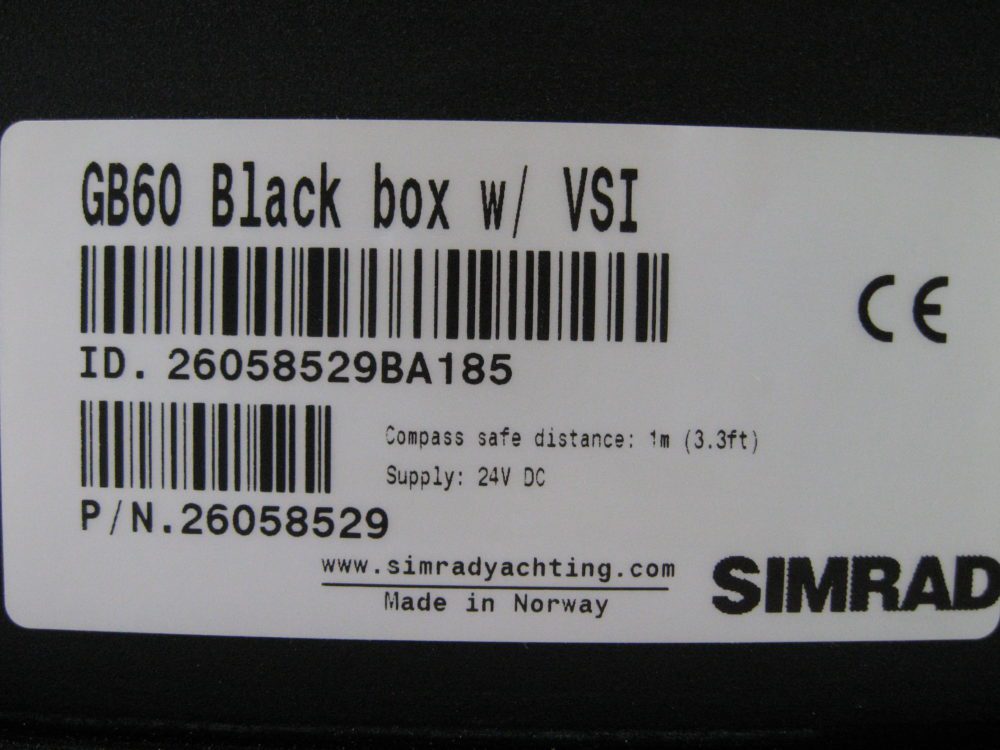 GB60 Black box w/ VSI
CE
ID. 26058529BA185
Compass safe distance: 1m (3.3ft)
Supply: 24V DC
P/N.26058529
www.simradyachting.com
Made in Norway
SIMRAD